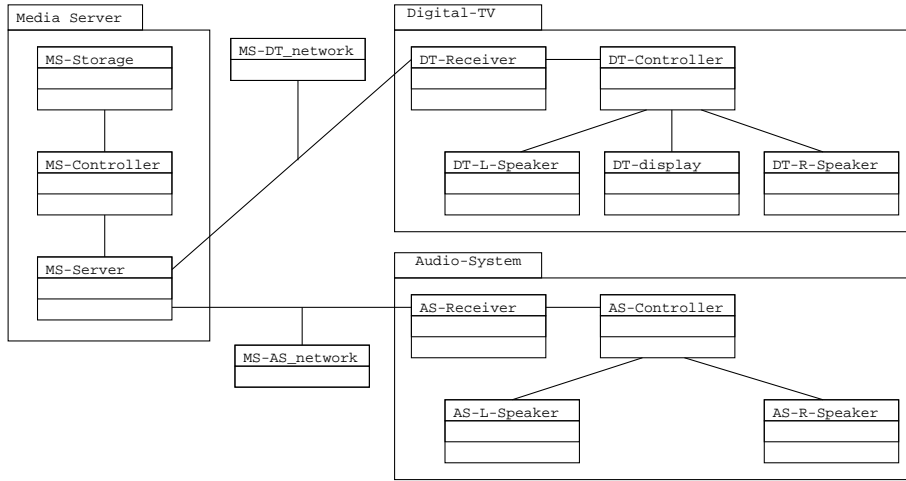 Media Server
MS-Storage
MS-Controller
MS-Server
MS-DT_network
MS-AS_network
Digital-TV
DT-Receiver
DT-Controller
DT-L-Speaker
DT-display
DT-R-Speaker
Audio-System
AS-Receiver
AS-Controller
AS-L-Speaker
AS-R-Speaker